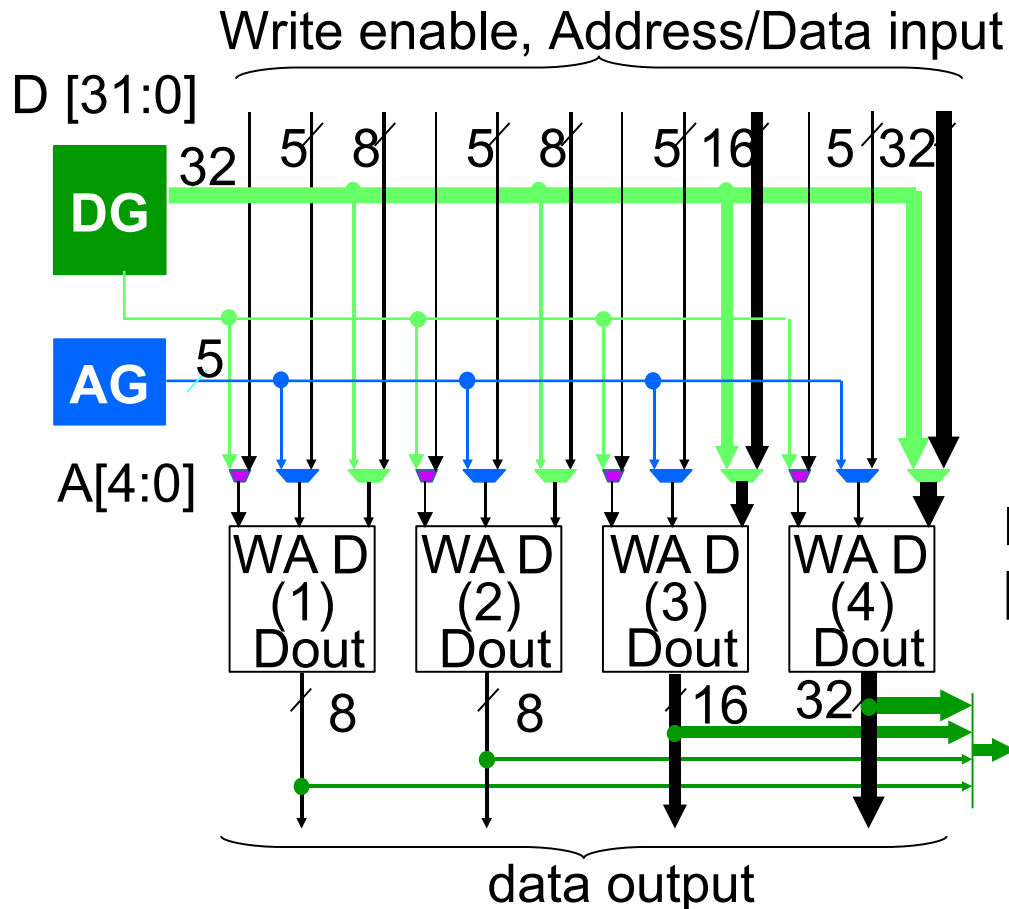 Write enable, Address/Data input
D [31:0]
32
5 8 5 8 5 16 5 32
DG
5
AG
A[4:0]
WA D WA D WA D WA D
(1) (2) (3) (4)
Dout Dout Dout Dout
8 8 16 32
data output